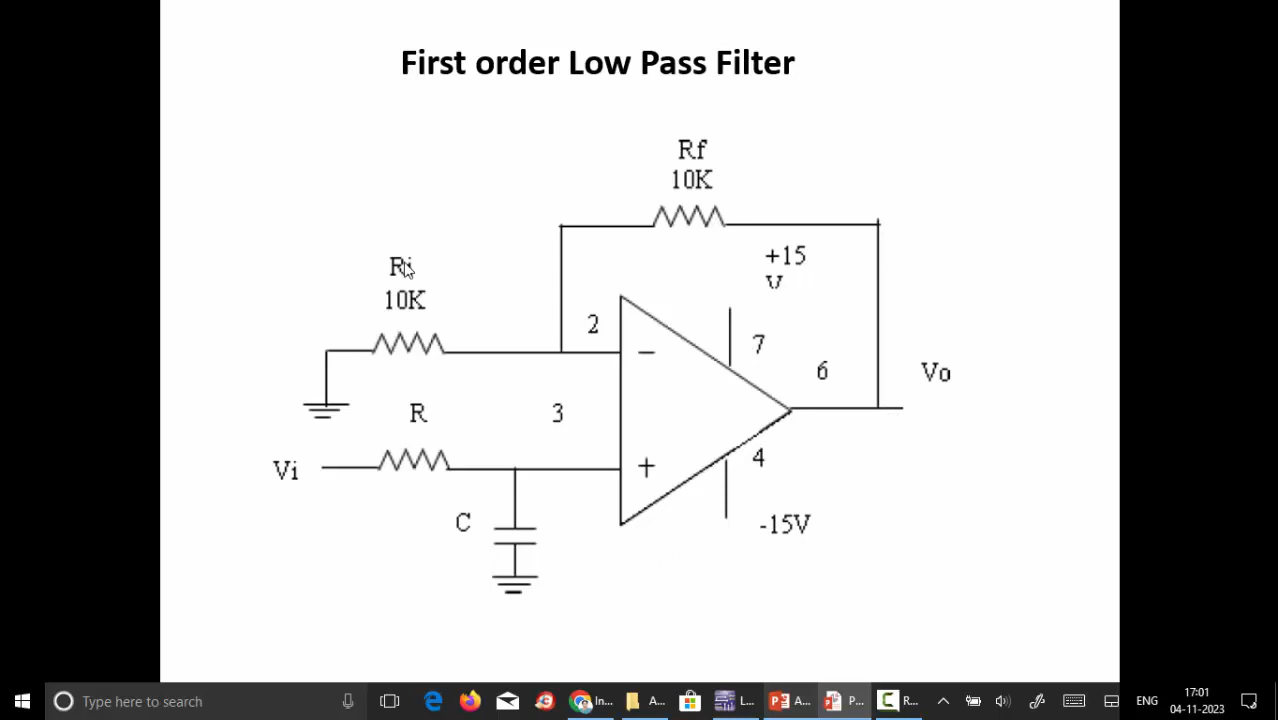 First order Low Pass Filter
Rf
10K
+15
V
Ri
10K
2
7
6
Vo
R
3
Vi
4
C
-15V
Type here to search
In...
A...
L...
A...
P...
R...
ENG
17:01
04-11-2023